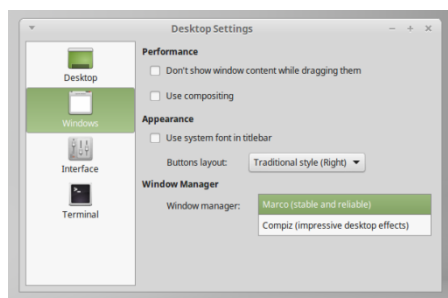 Desktop Settings
Desktop
Windows
Interface
Terminal
Performance
Don't show window content while dragging them
Use compositing
Appearance
Use system font in titlebar
Buttons layout: Traditional style (Right)
Window Manager
Window manager: Marco (stable and reliable)
Compiz (impressive desktop effects)